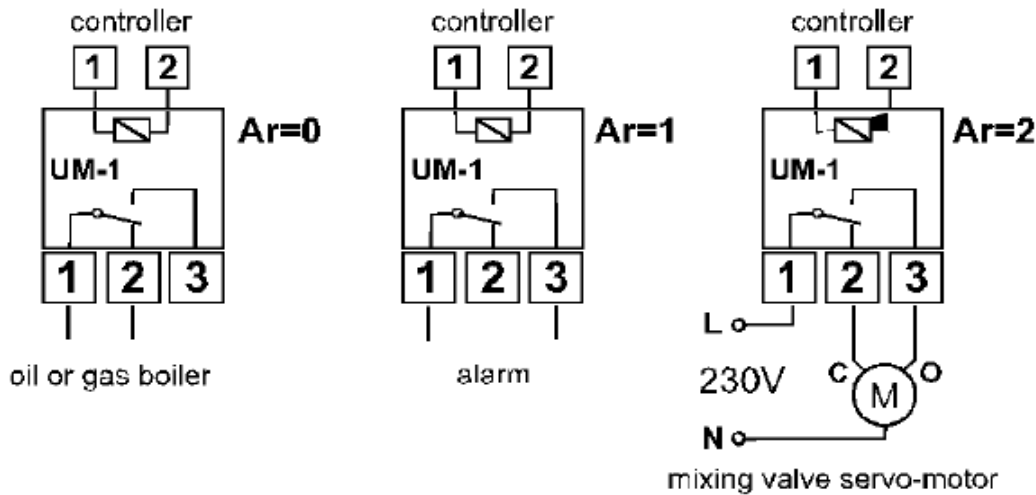 controller
1 2
Ar=0
UM-1
1 2 3
oil or gas boiler
controller
1 2
Ar=1
UM-1
1 2 3
alarm
controller
1 2
Ar=2
UM-1
1 2 3
L
230V
C M O
N
mixing valve servo-motor